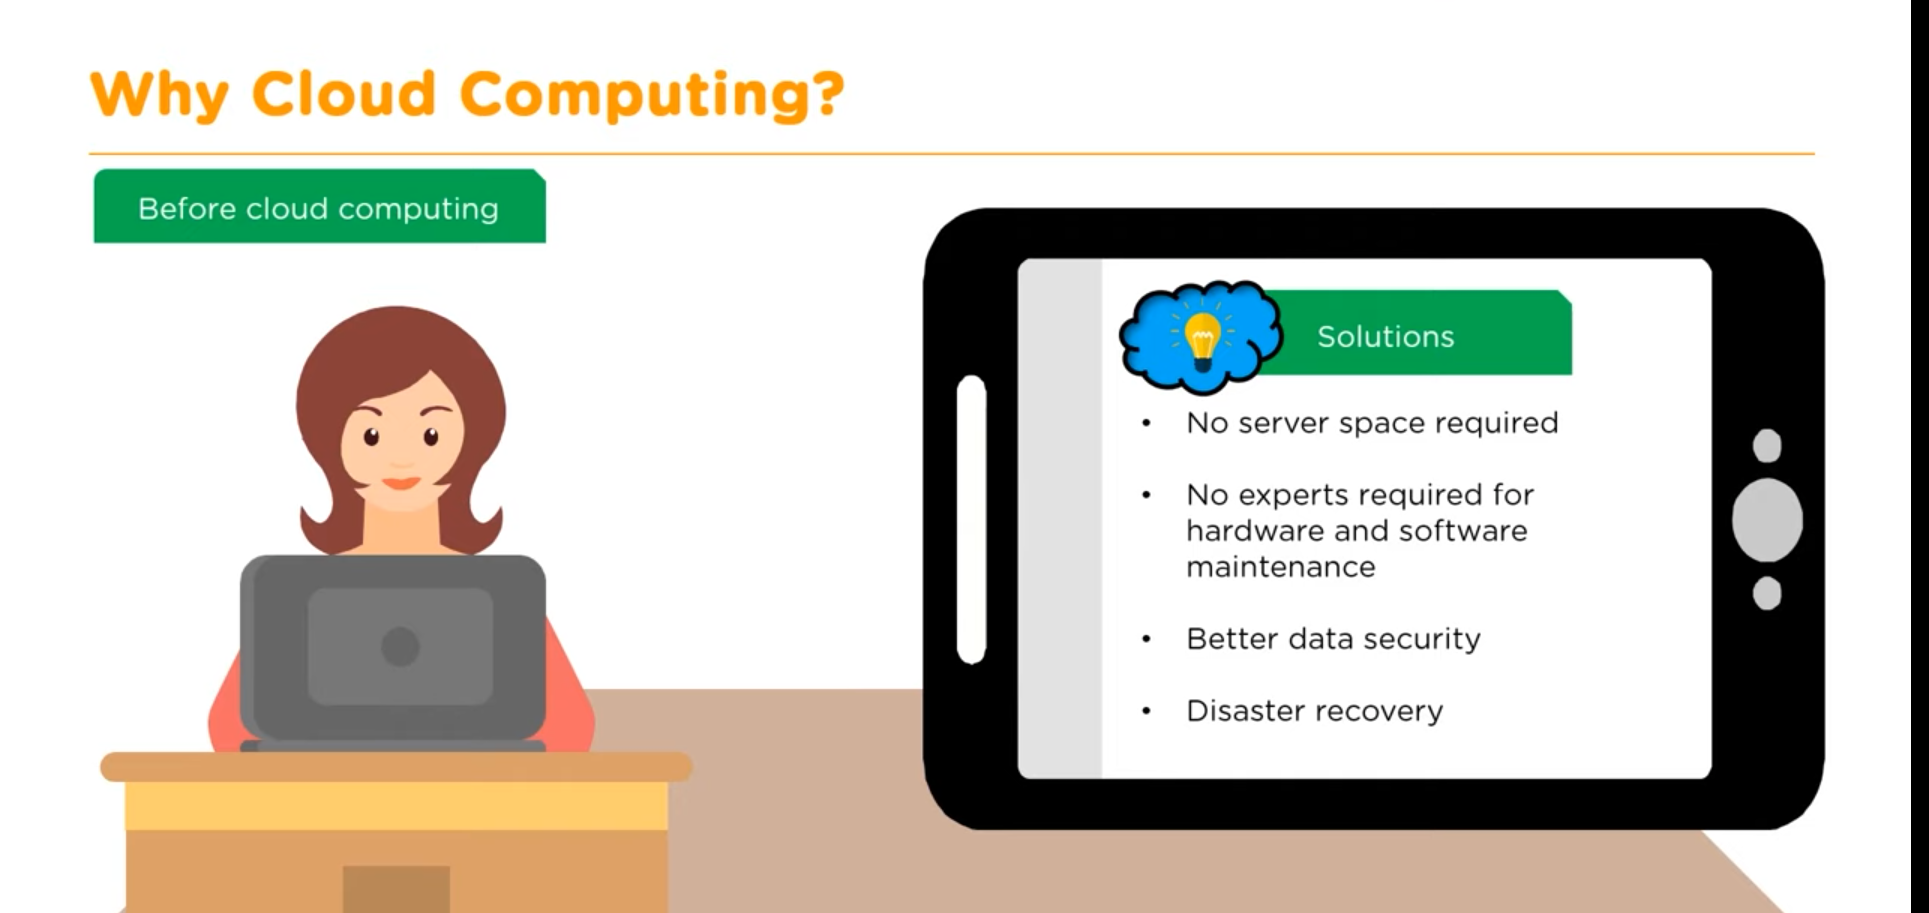 Why Cloud Computing?
Before cloud computing
Solutions
• No server space required
• No experts required for
hardware and software
maintenance
• Better data security
• Disaster recovery